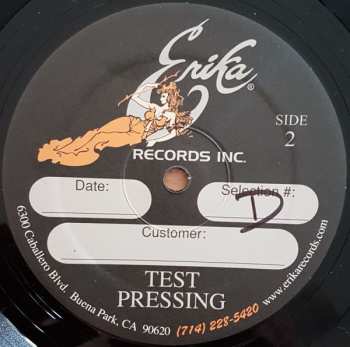 Erika®
RECORDS INC.
SIDE
2
Date:
Selection #:
D
Customer:
TEST
PRESSING
6300 Caballero Blvd. Buena Park, CA 90620 (714) 228-5420 www.erikarecords.com